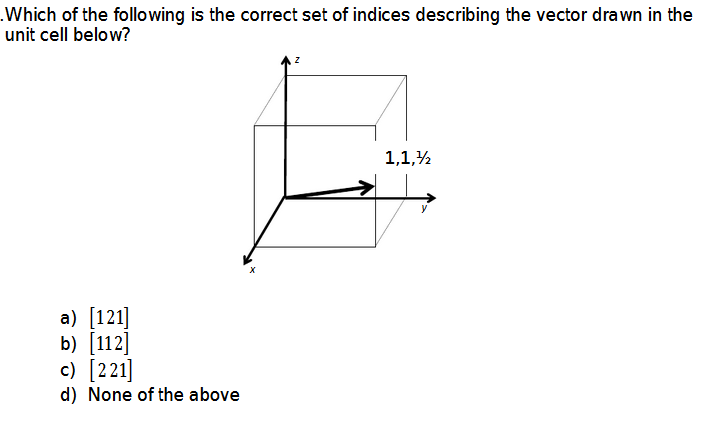 .Which of the following is the correct set of indices describing the vector drawn in the
unit cell below?
z
1,1,½
y
x
a) [121]
b) [112]
c) [221]
d) None of the above